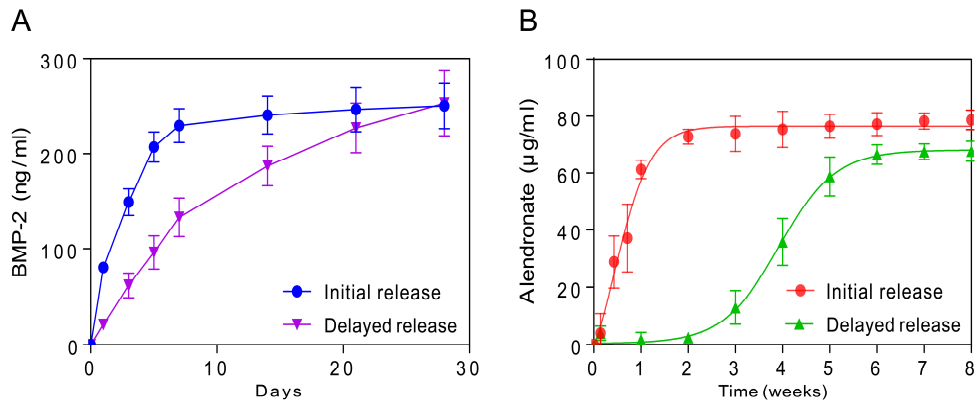 A
BMP-2 (ng/ml)
300
200
100
0
0 10 20 30
Days
Initial release
Delayed release
B
Alendronate (μg/ml)
100
80
60
40
20
0
0 1 2 3 4 5 6 7 8
Time (weeks)
Initial release
Delayed release